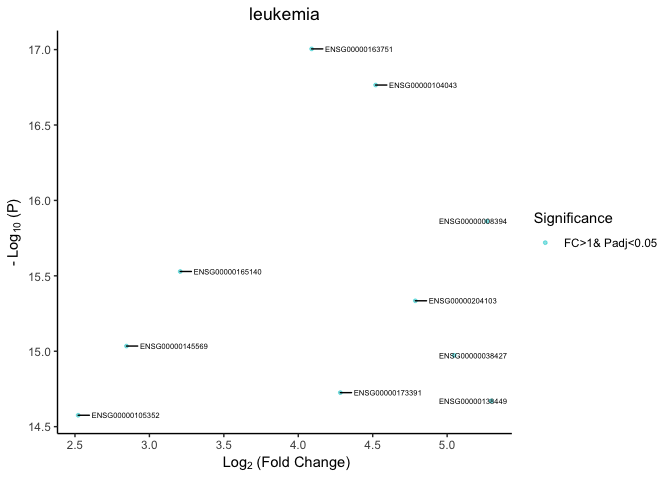 leukemia
17.0
ENSG00000163751
ENSG00000104043
16.5
16.0
ENSG00000008394
Significance
FC>1& Padj<0.05
- Log10 (P)
15.5
ENSG00000165140
ENSG00000204103
15.0
ENSG00000145569
ENSG00000038427
ENSG00000173391
ENSG00000138449
14.5
ENSG00000105352
2.5 3.0 3.5 4.0 4.5 5.0
Log2 (Fold Change)